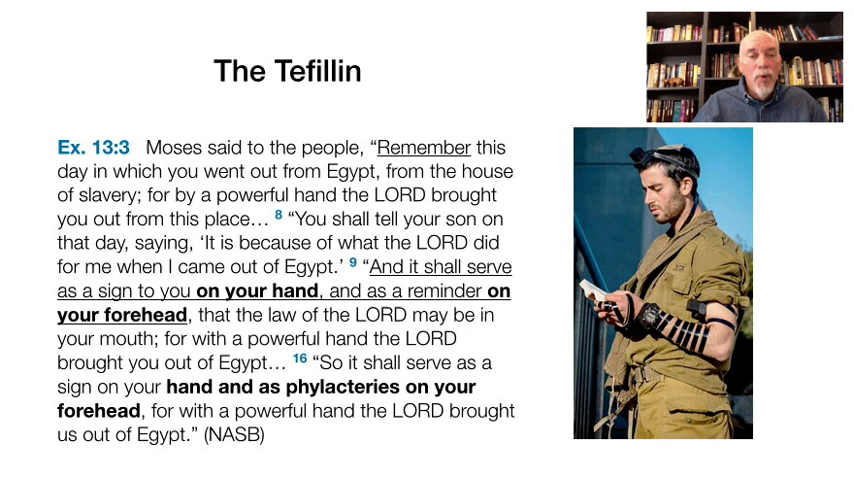 The Tefillin
Ex. 13:3 Moses said to the people, “Remember this
day in which you went out from Egypt, from the house
of slavery; for by a powerful hand the LORD brought
you out from this place… 8 “You shall tell your son on
that day, saying, ‘It is because of what the LORD did
for me when I came out of Egypt.’ 9 “And it shall serve
as a sign to you on your hand, and as a reminder on
your forehead, that the law of the LORD may be in
your mouth; for with a powerful hand the LORD
brought you out of Egypt… 16 “So it shall serve as a
sign on your hand and as phylacteries on your
forehead, for with a powerful hand the LORD brought
us out of Egypt.” (NASB)